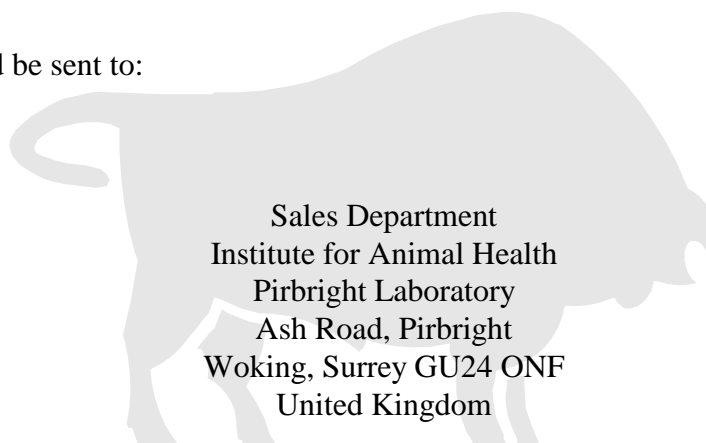 be sent to:
Sales Department
Institute for Animal Health
Pirbright Laboratory
Ash Road, Pirbright
Woking, Surrey GU24 ONF
United Kingdom